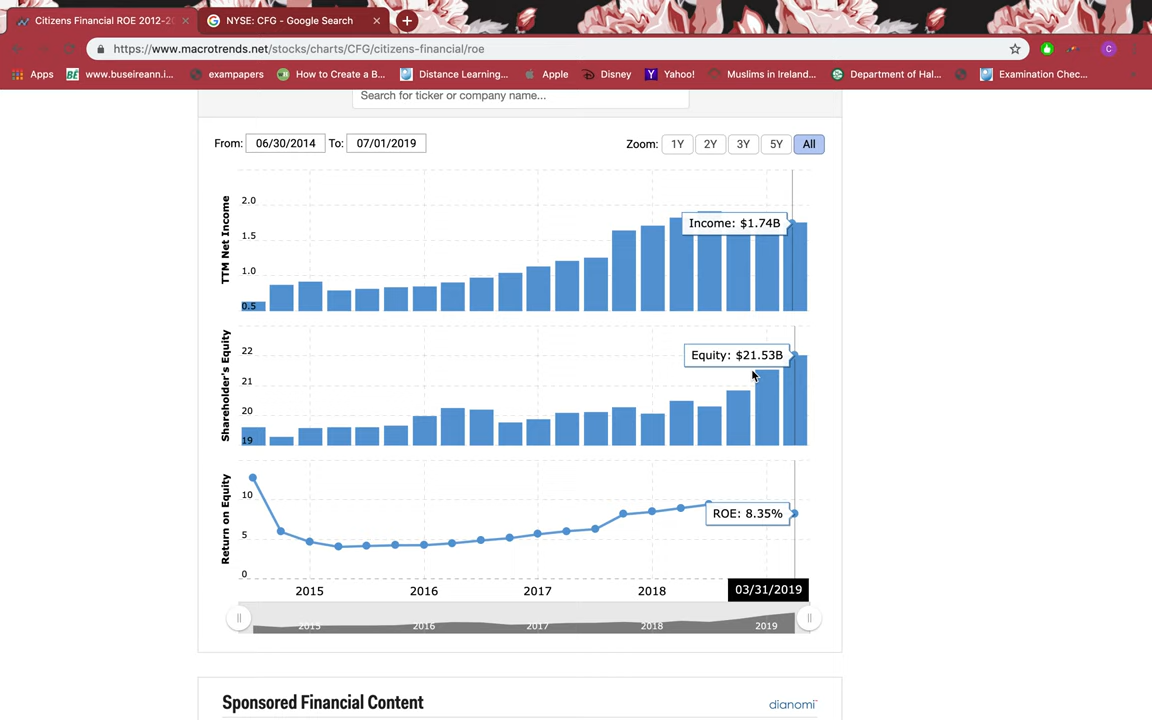 Citizens Financial ROE 2012-20
NYSE: CFG - Google Search
https://www.macrotrends.net/stocks/charts/CFG/citizens-financial/roe
C
Apps
BÉ www.buseireann.i...
exampapers
How to Create a B...
Distance Learning...
Apple
Disney
Y Yahoo!
Muslims in Ireland...
Department of Hal...
Examination Chec...
Search for ticker or company name...
From: 06/30/2014 To: 07/01/2019
Zoom: 1Y 2Y 3Y 5Y All
TTM Net Income
2.0
1.5
1.0
0.5
Income: $1.74B
Shareholder's Equity
22
21
20
19
Equity: $21.53B
Return on Equity
10
5
0
ROE: 8.35%
2015 2016 2017 2018 03/31/2019
2015 2016 2017 2018 2019
Sponsored Financial Content
dianomi